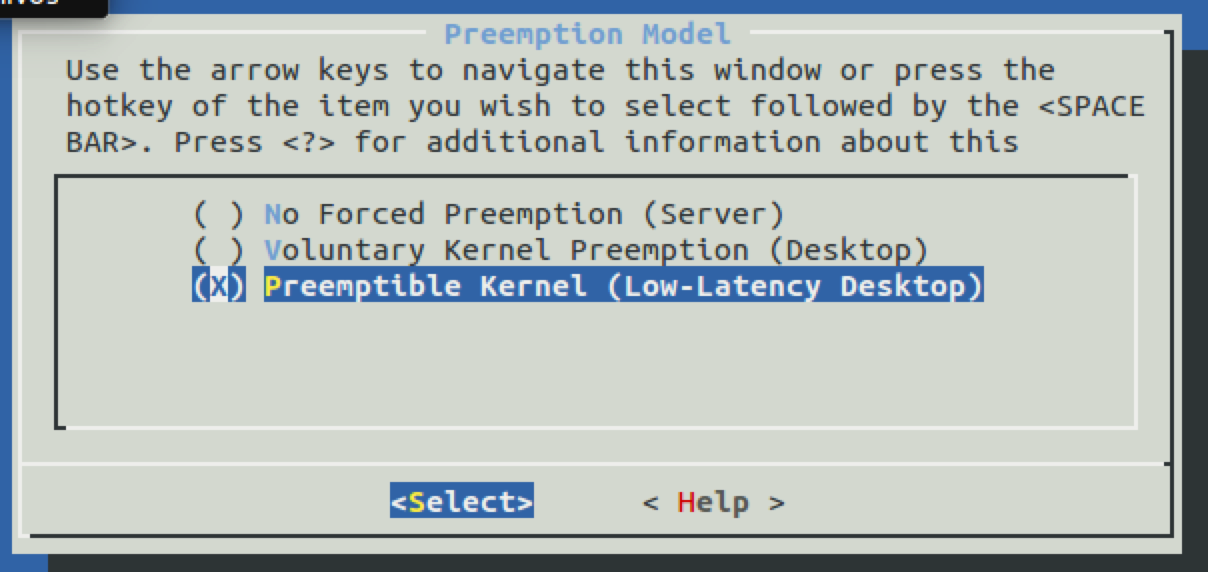 Preemption Model
Use the arrow keys to navigate this window or press the
hotkey of the item you wish to select followed by the <SPACE
BAR>. Press <?> for additional information about this
( ) No Forced Preemption (Server)
( ) Voluntary Kernel Preemption (Desktop)
(X) Preemptible Kernel (Low-Latency Desktop)
<Select> < Help >